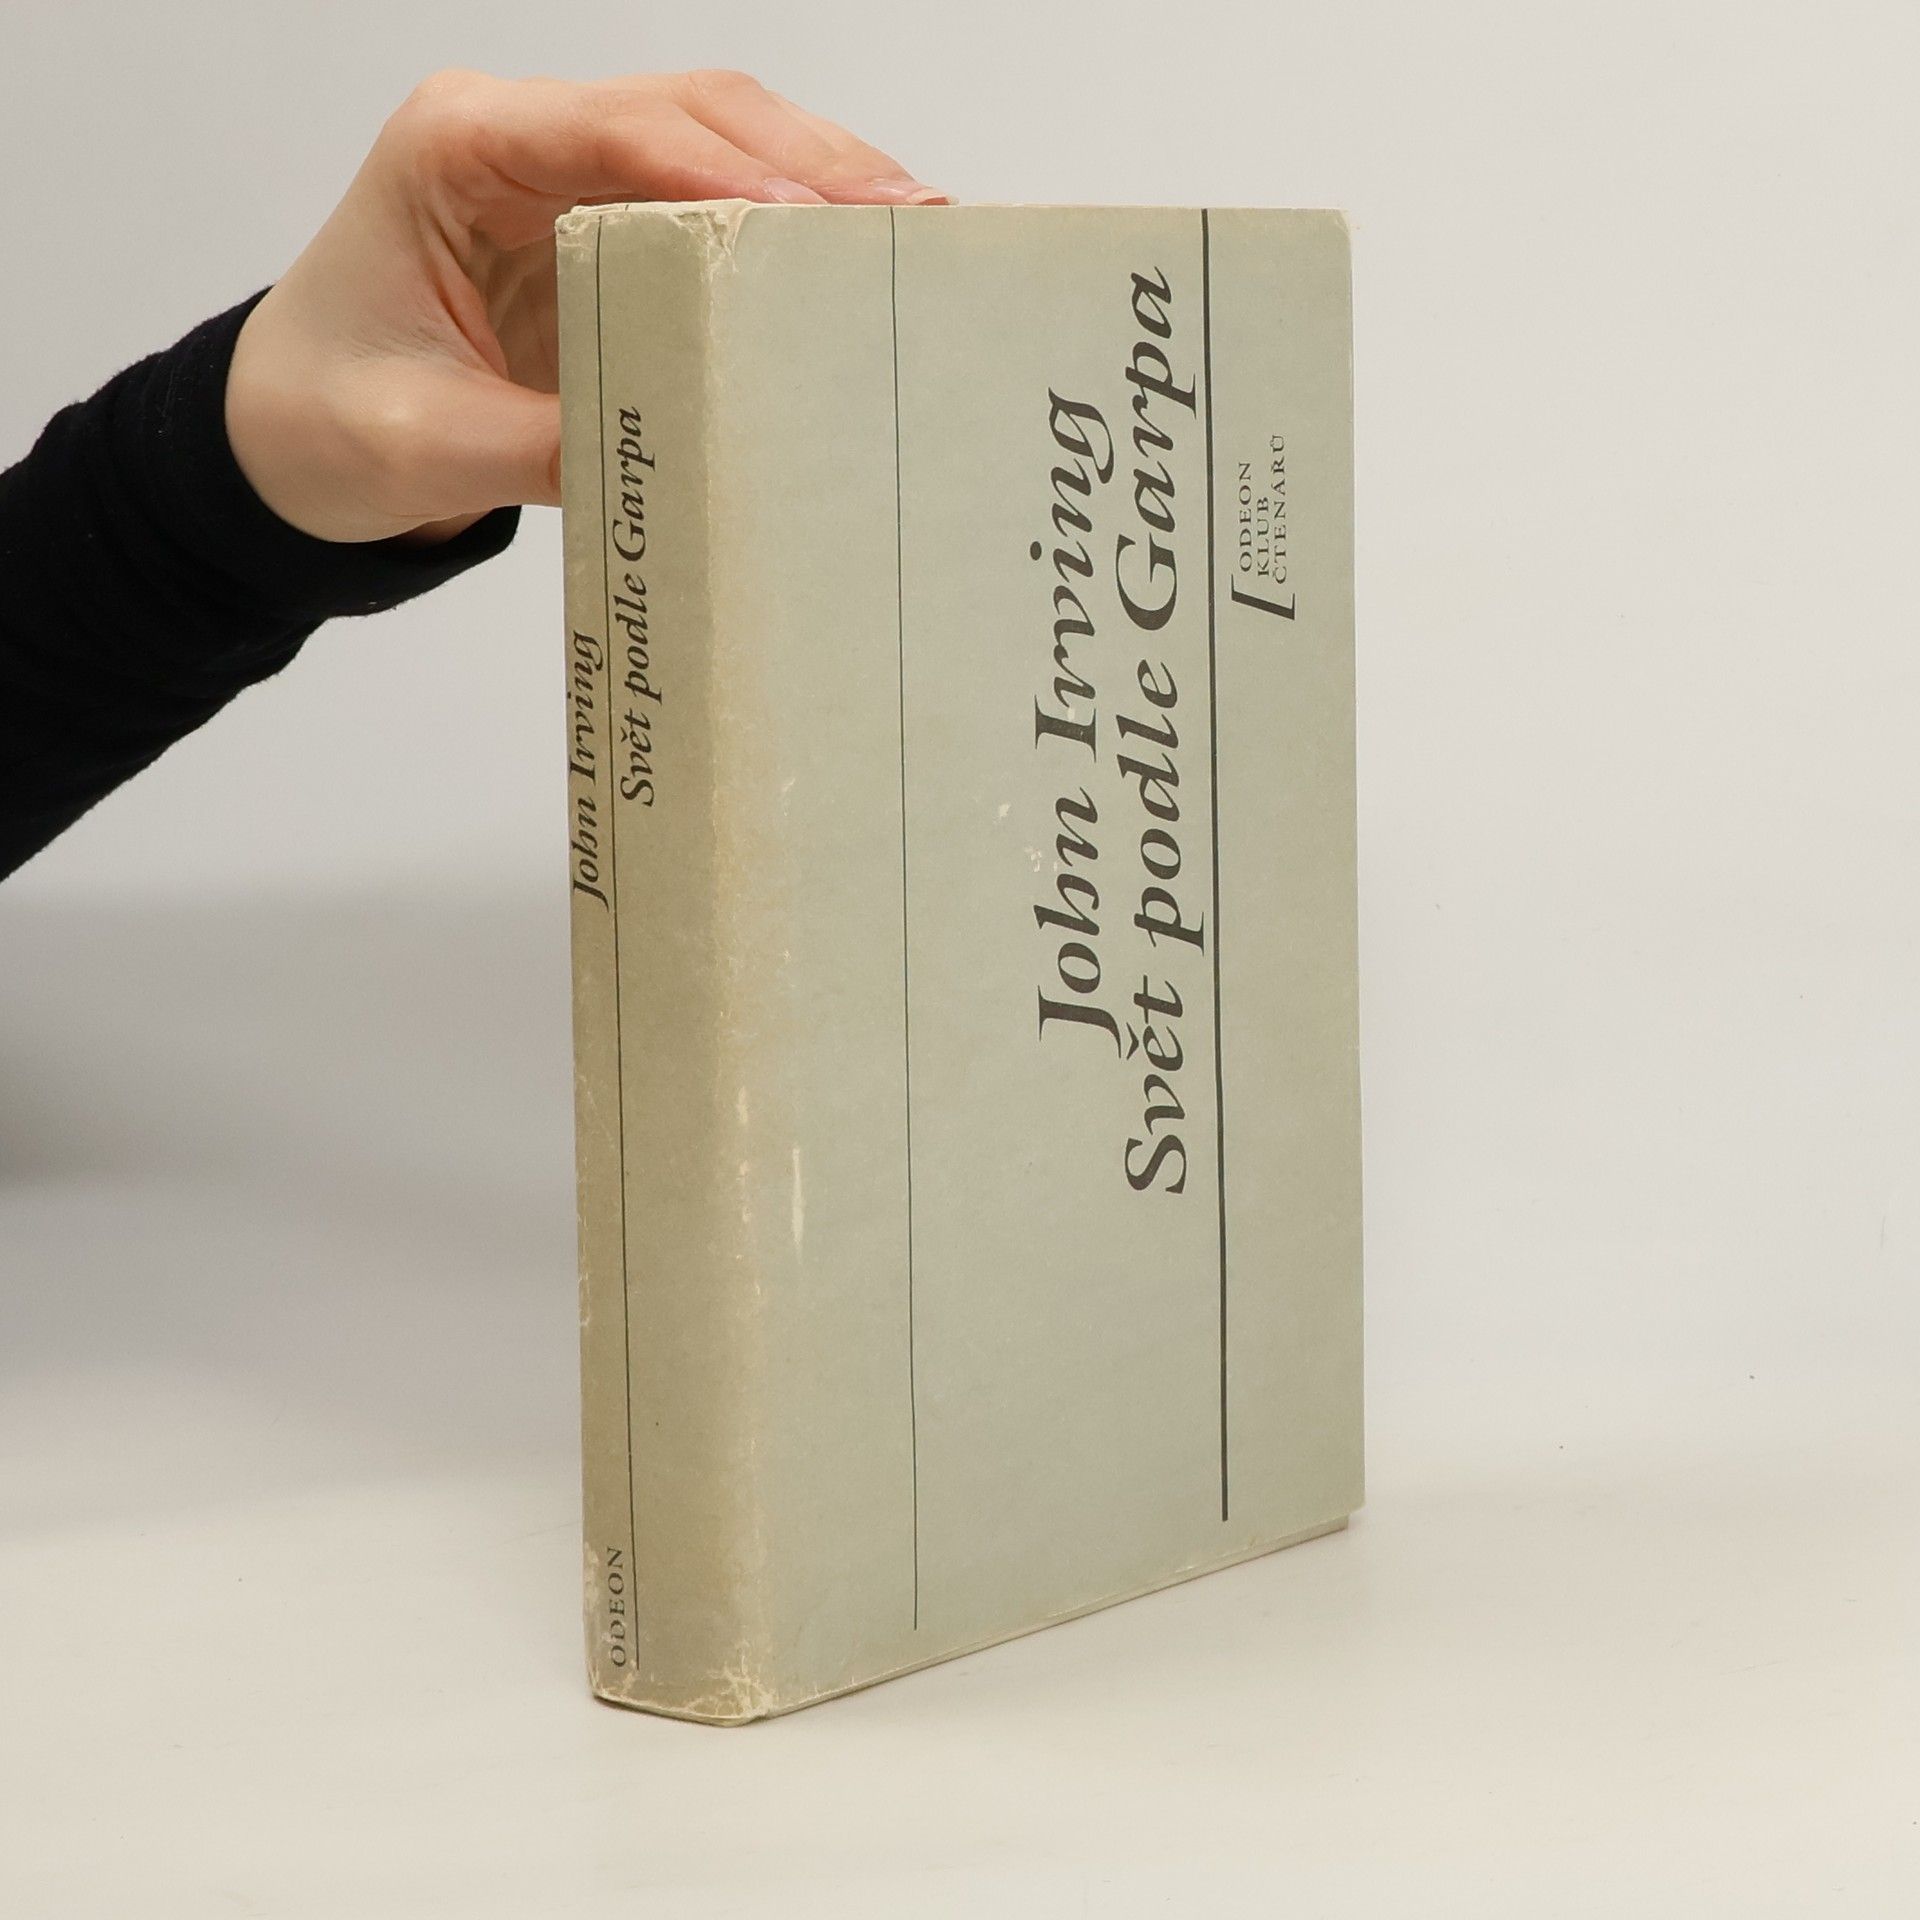 John Irving
Svět podle Garpa
ODEON
John Irving
Svět podle Garpa
ODEON
KLUB
ČTENÁŘŮ